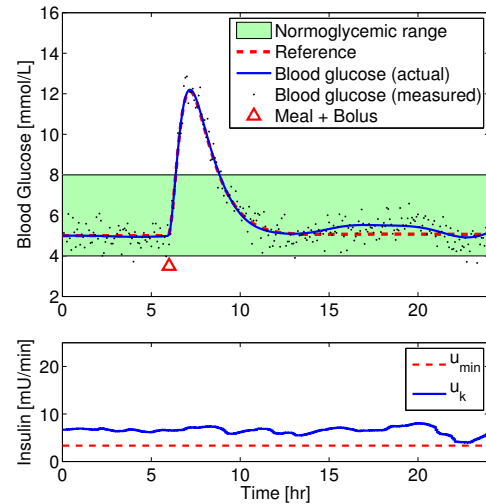 16
14
12
10
8
6
4
2
Blood Glucose [mmol/L]
Normoglycemic range
Reference
Blood glucose (actual)
Blood glucose (measured)
Meal + Bolus
0 5 10 15 20
20
10
0
Insulin [mU/min]
u_min
u_k
0 5 10 15 20
Time [hr]